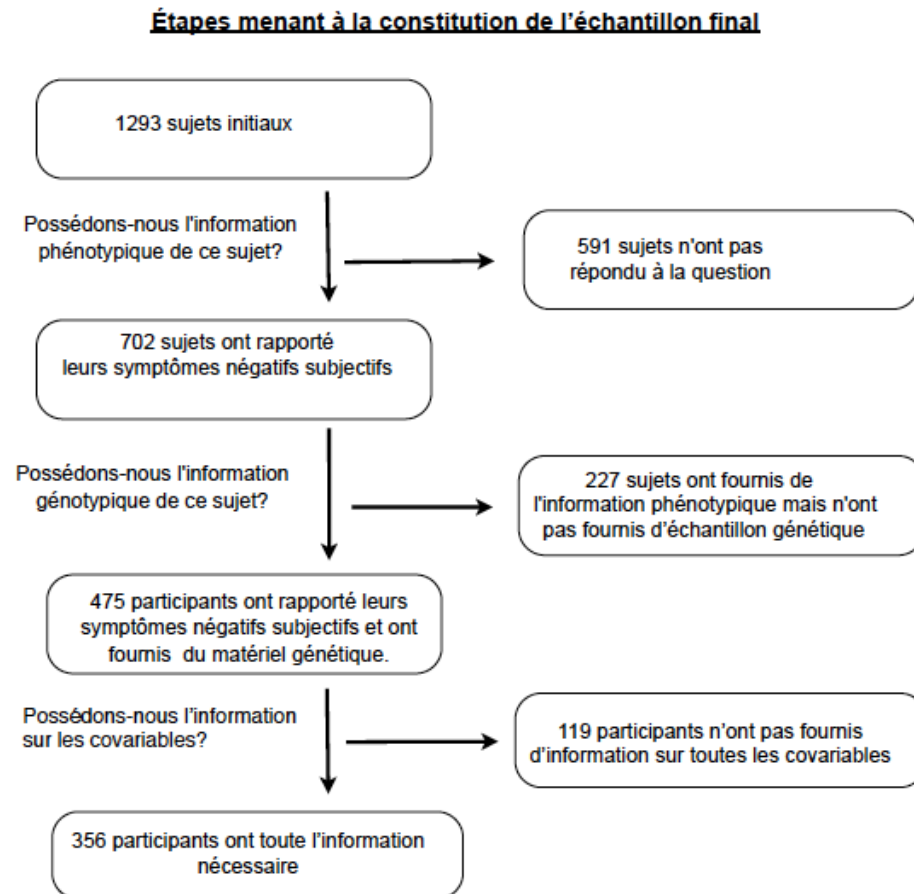 Étapes menant à la constitution de l'échantillon final
1293 sujets initiaux
Possédons-nous l'information
phénotypique de ce sujet?
591 sujets n'ont pas
répondu à la question
702 sujets ont rapporté
leurs symptômes négatifs subjectifs
Possédons-nous l'information
génotypique de ce sujet?
227 sujets ont fournis de
l'information phénotypique mais n'ont
pas fournis d'échantillon génétique
475 participants ont rapporté leurs
symptômes négatifs subjectifs et ont
fournis du matériel génétique.
Possédons-nous l'information
sur les covariables?
119 participants n'ont pas fournis
d'information sur toutes les covariables
356 participants ont toute l'information
nécessaire